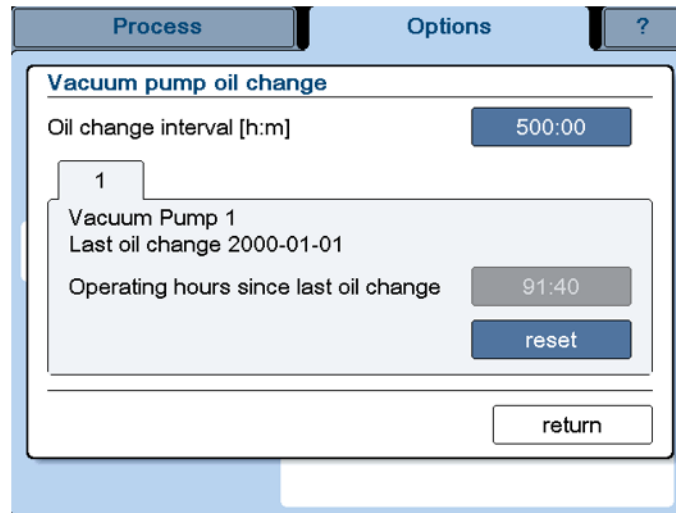 Process Options ?
Vacuum pump oil change
Oil change interval [h:m] 500:00
1
Vacuum Pump 1
Last oil change 2000-01-01
Operating hours since last oil change 91:40
reset
return